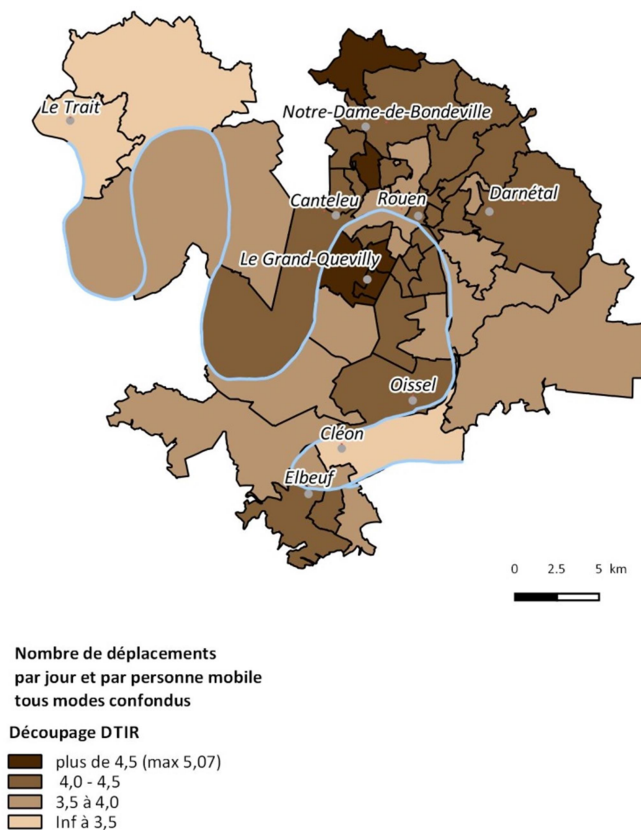 Le Trait
Notre-Dame-de-Bondeville
Canteleu
Rouen
Darnétal
Le Grand-Quevilly
Oissel
Cléon
Elbeuf
0 2.5 5 km
Nombre de déplacements
par jour et par personne mobile
tous modes confondus
Découpage DTIR
plus de 4,5 (max 5,07)
4,0 - 4,5
3,5 à 4,0
Inf à 3,5